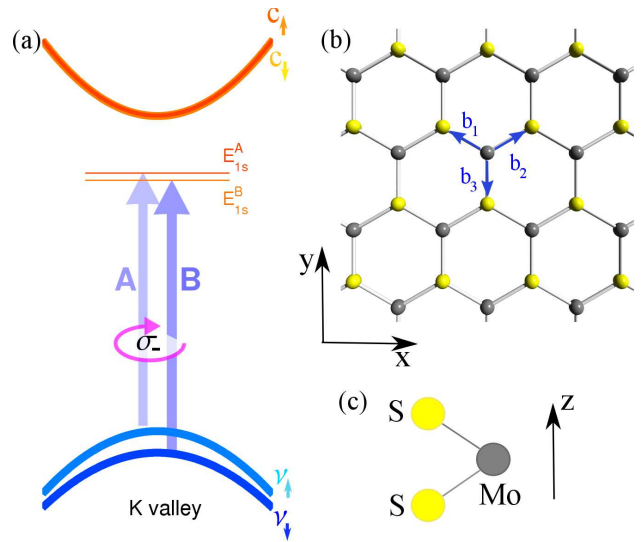 (a)
c↑
c↓
E^A_1s
E^B_1s
A
B
σ-
K valley
ν↑
ν↓
(b)
b₁
b₂
b₃
y
x
(c)
S
S
Mo
z